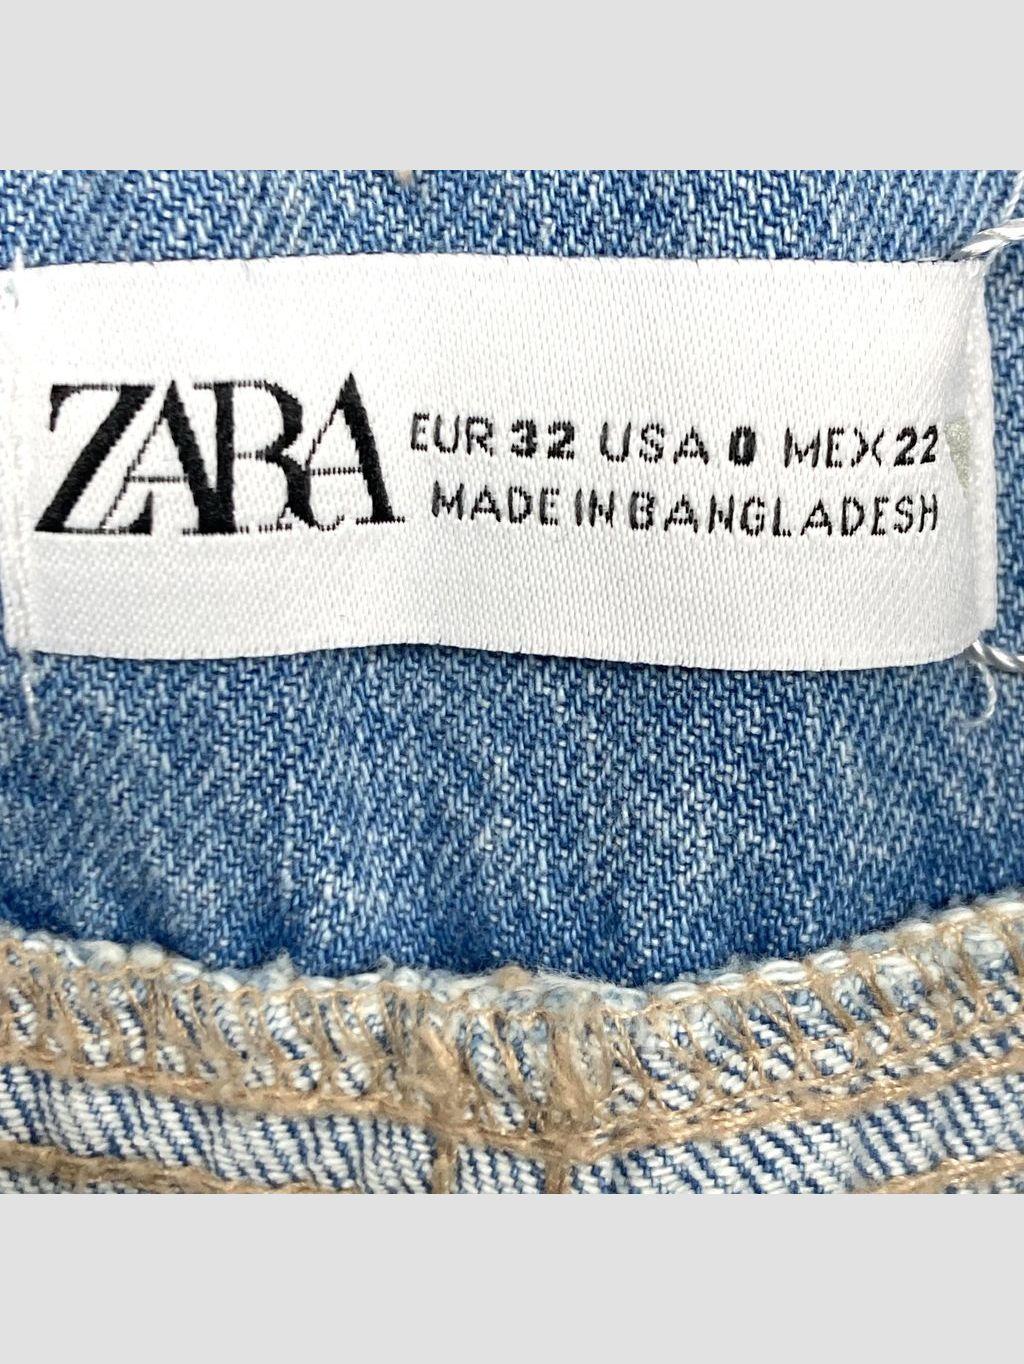 ZARA
EUR 32 USA 0 MEX 22
MADE IN BANGLADESH